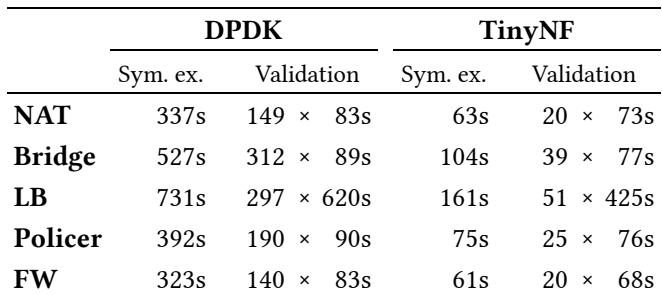 DPDK TinyNF
Sym. ex. Validation Sym. ex. Validation
NAT 337s 149 × 83s 63s 20 × 73s
Bridge 527s 312 × 89s 104s 39 × 77s
LB 731s 297 × 620s 161s 51 × 425s
Policer 392s 190 × 90s 75s 25 × 76s
FW 323s 140 × 83s 61s 20 × 68s